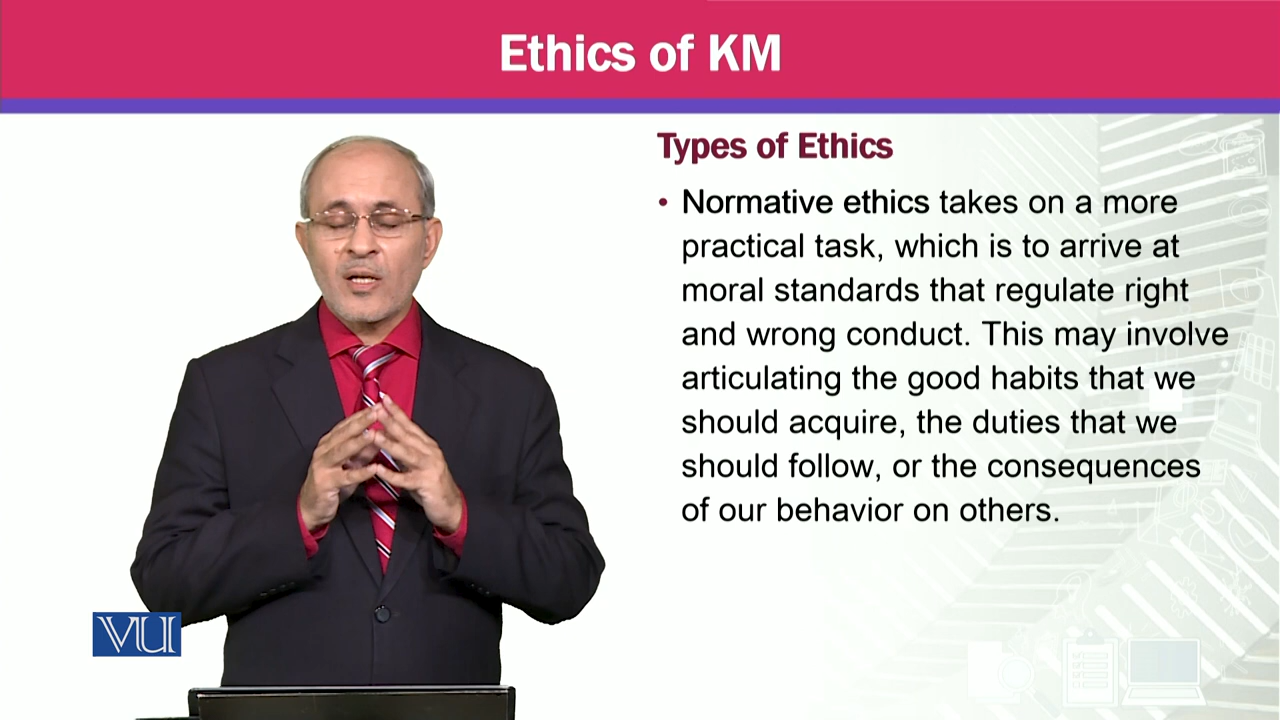 Ethics of KM
Types of Ethics
• Normative ethics takes on a more
practical task, which is to arrive at
moral standards that regulate right
and wrong conduct. This may involve
articulating the good habits that we
should acquire, the duties that we
should follow, or the consequences
of our behavior on others.
VU